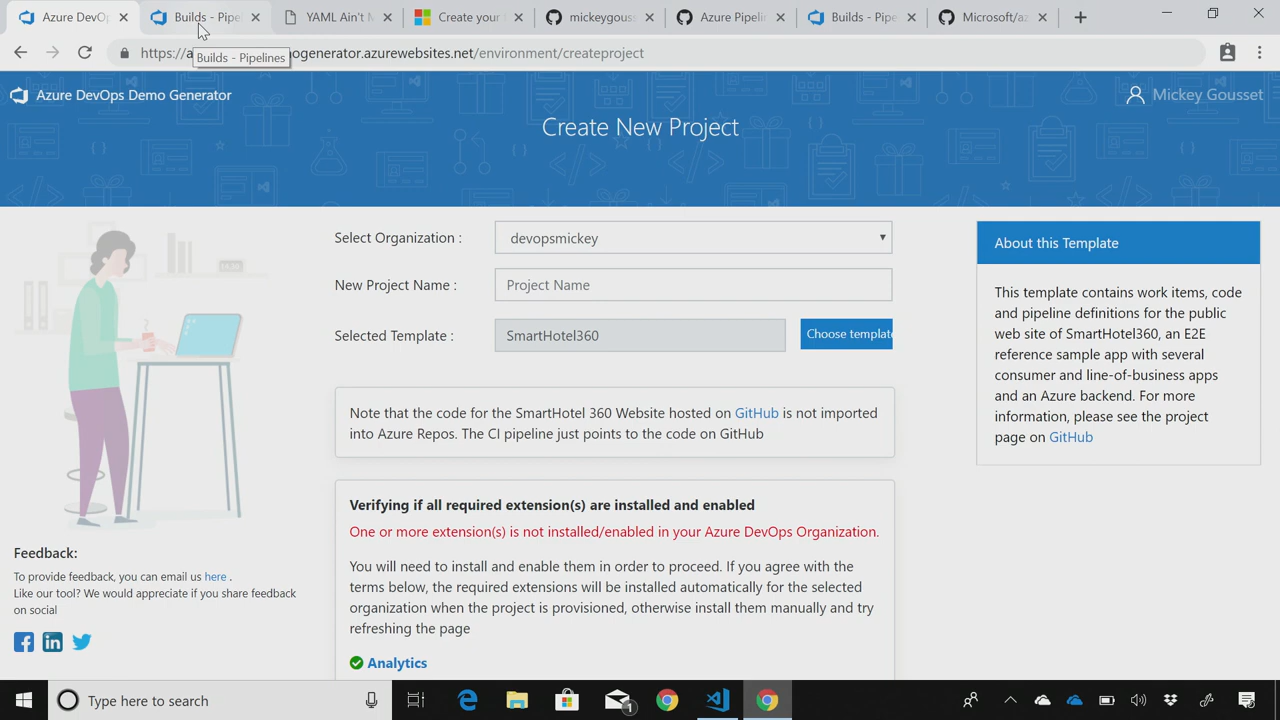 Azure DevOp
Builds - Pipel
YAML Ain't M
Create your
mickeygouss
Azure Pipelin
Builds - Pipe
Microsoft/az
ogenerator.azurewebsites.net/environment/createproject
Builds - Pipelines
Azure DevOps Demo Generator
Mickey Gousset
Create New Project
Select Organization :
devopsmickey
New Project Name :
Project Name
Selected Template :
SmartHotel360
Choose template
About this Template
This template contains work items, code
and pipeline definitions for the public
web site of SmartHotel360, an E2E
reference sample app with several
consumer and line-of-business apps
and an Azure backend. For more
information, please see the project
page on GitHub
Note that the code for the SmartHotel 360 Website hosted on GitHub is not imported
into Azure Repos. The CI pipeline just points to the code on GitHub
Verifying if all required extension(s) are installed and enabled
One or more extension(s) is not installed/enabled in your Azure DevOps Organization.
You will need to install and enable them in order to proceed. If you agree with the
terms below, the required extensions will be installed automatically for the selected
organization when the project is provisioned, otherwise install them manually and try
refreshing the page
Analytics
Feedback:
To provide feedback, you can email us here .
Like our tool? We would appreciate if you share feedback
on social
Type here to search
1